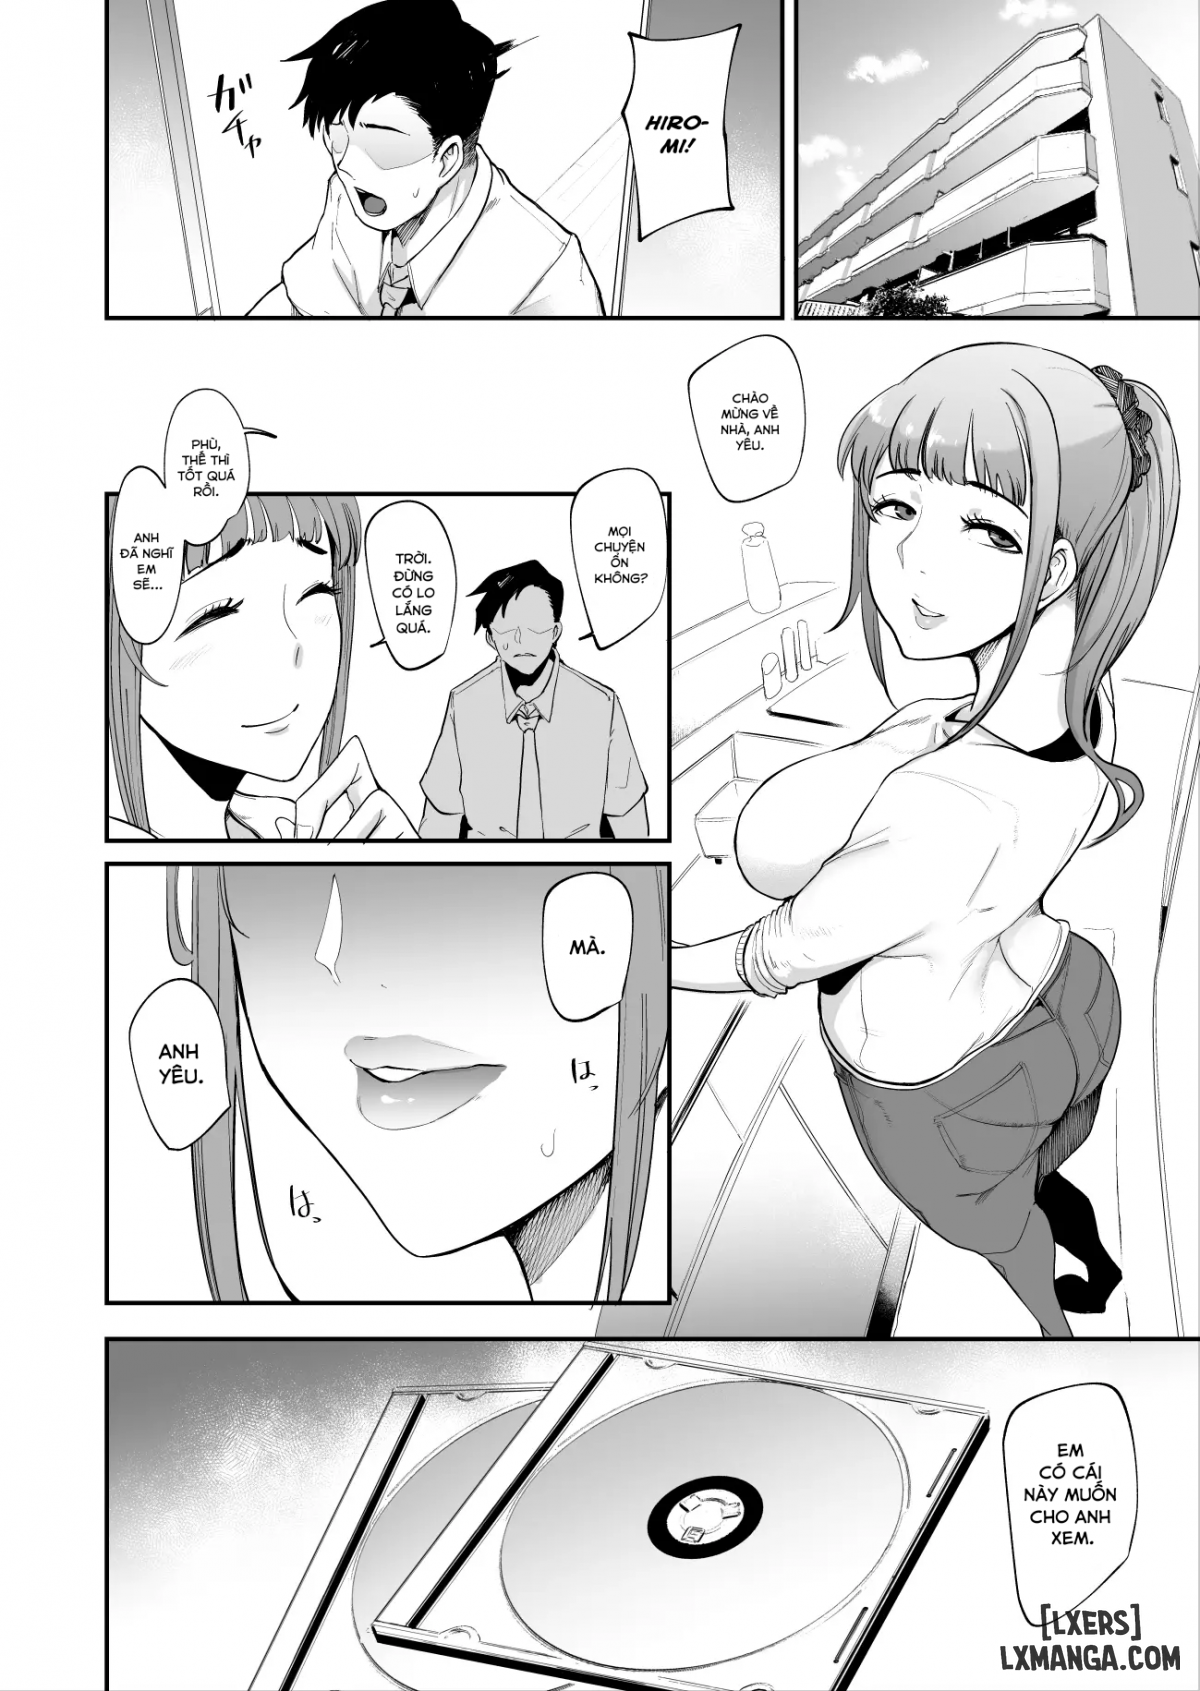 HIRO-
MI!
ガチャ
CHÀO
MỪNG VỀ
NHÀ, ANH
YÊU.
MỌI
CHUYỆN
ỔN
KHÔNG?
TRỜI.
ĐỪNG
CÓ LO
LẮNG
QUÁ.
PHÙ,
THẾ THÌ
TỐT QUÁ
RỒI.
ANH
ĐÃ NGHĨ
EM
SẼ...
MÀ.
はっ
ANH
YÊU.
はっ
EM
CÓ CÁI
NÀY MUỐN
CHO ANH
XEM.
[LXERS]
LXMANGA.COM